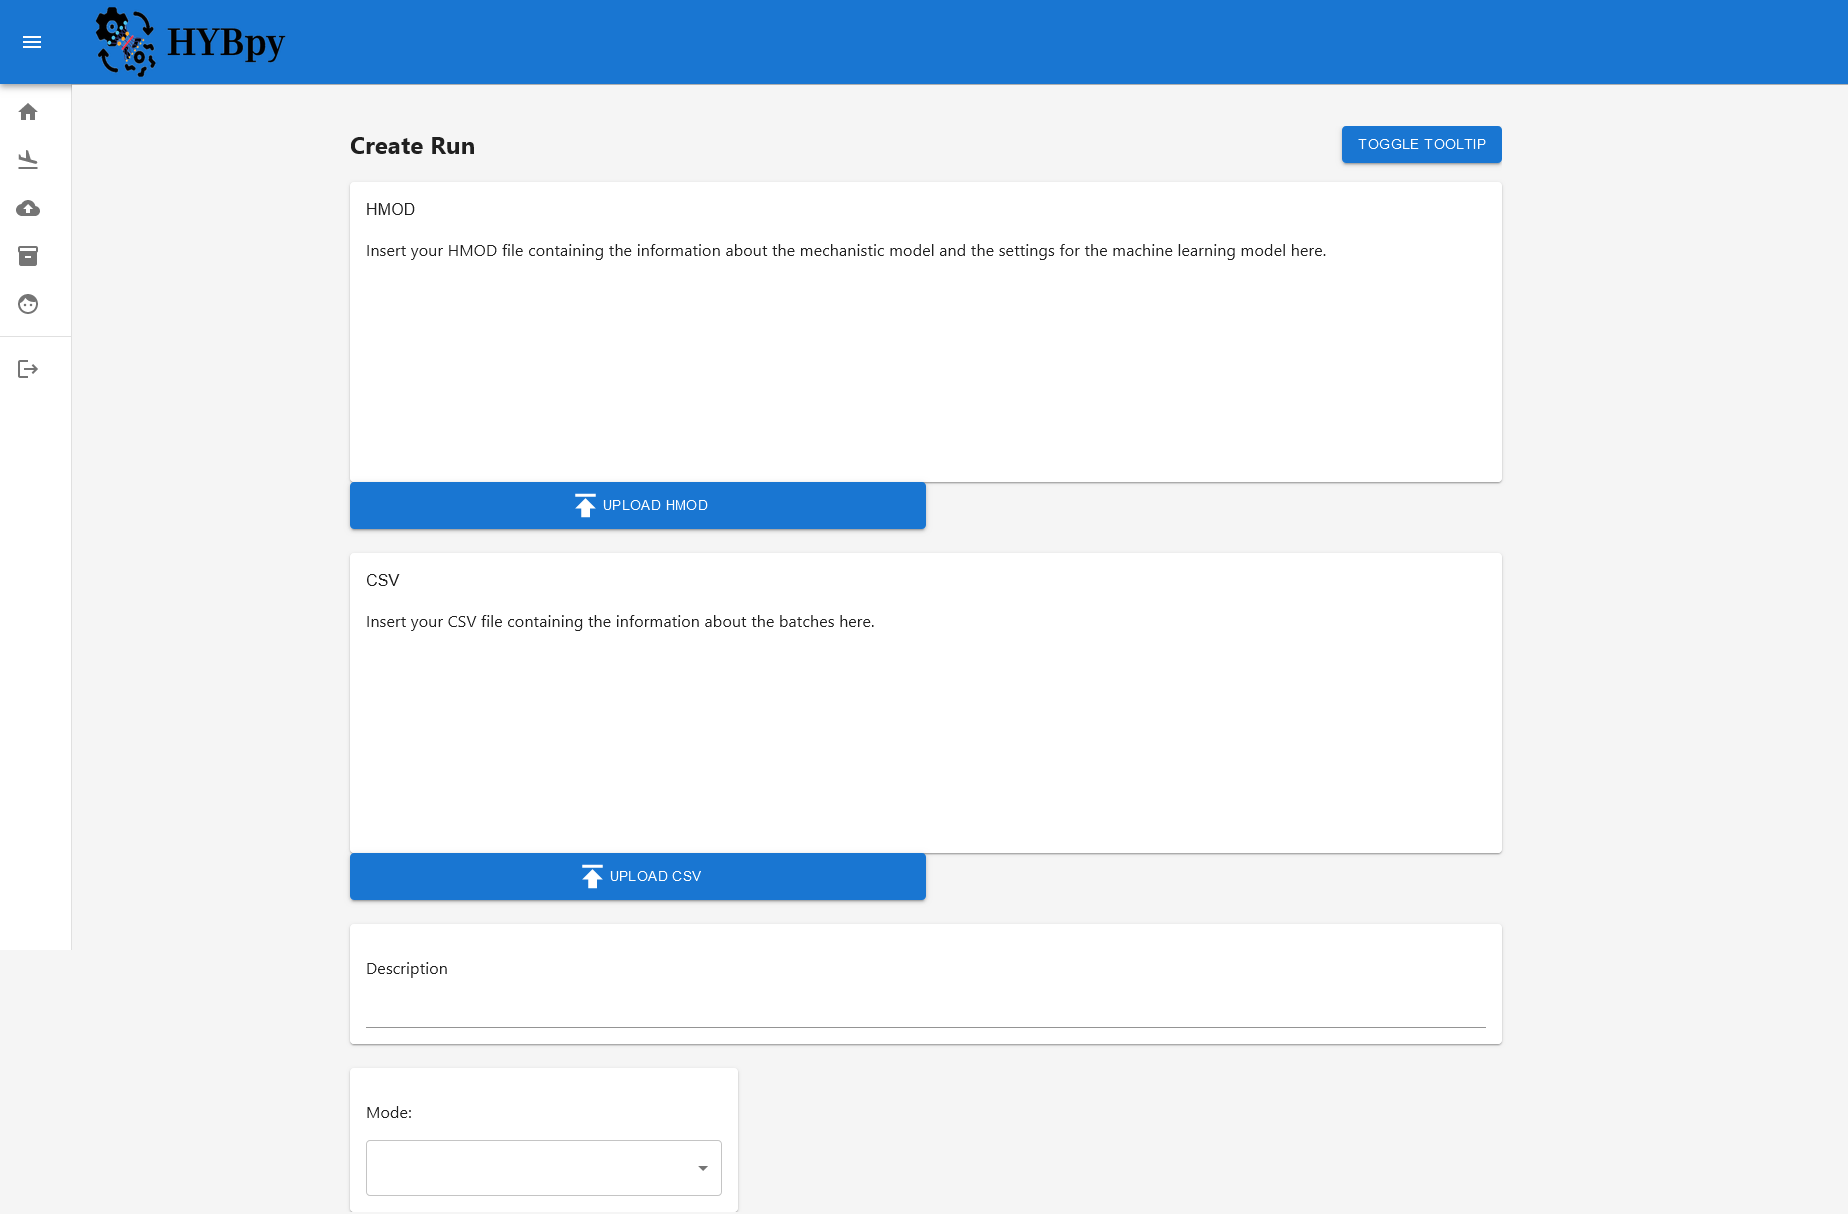 HYBpy
Create Run
TOGGLE TOOLTIP
HMOD
Insert your HMOD file containing the information about the mechanistic model and the settings for the machine learning model here.
UPLOAD HMOD
CSV
Insert your CSV file containing the information about the batches here.
UPLOAD CSV
Description
Mode: